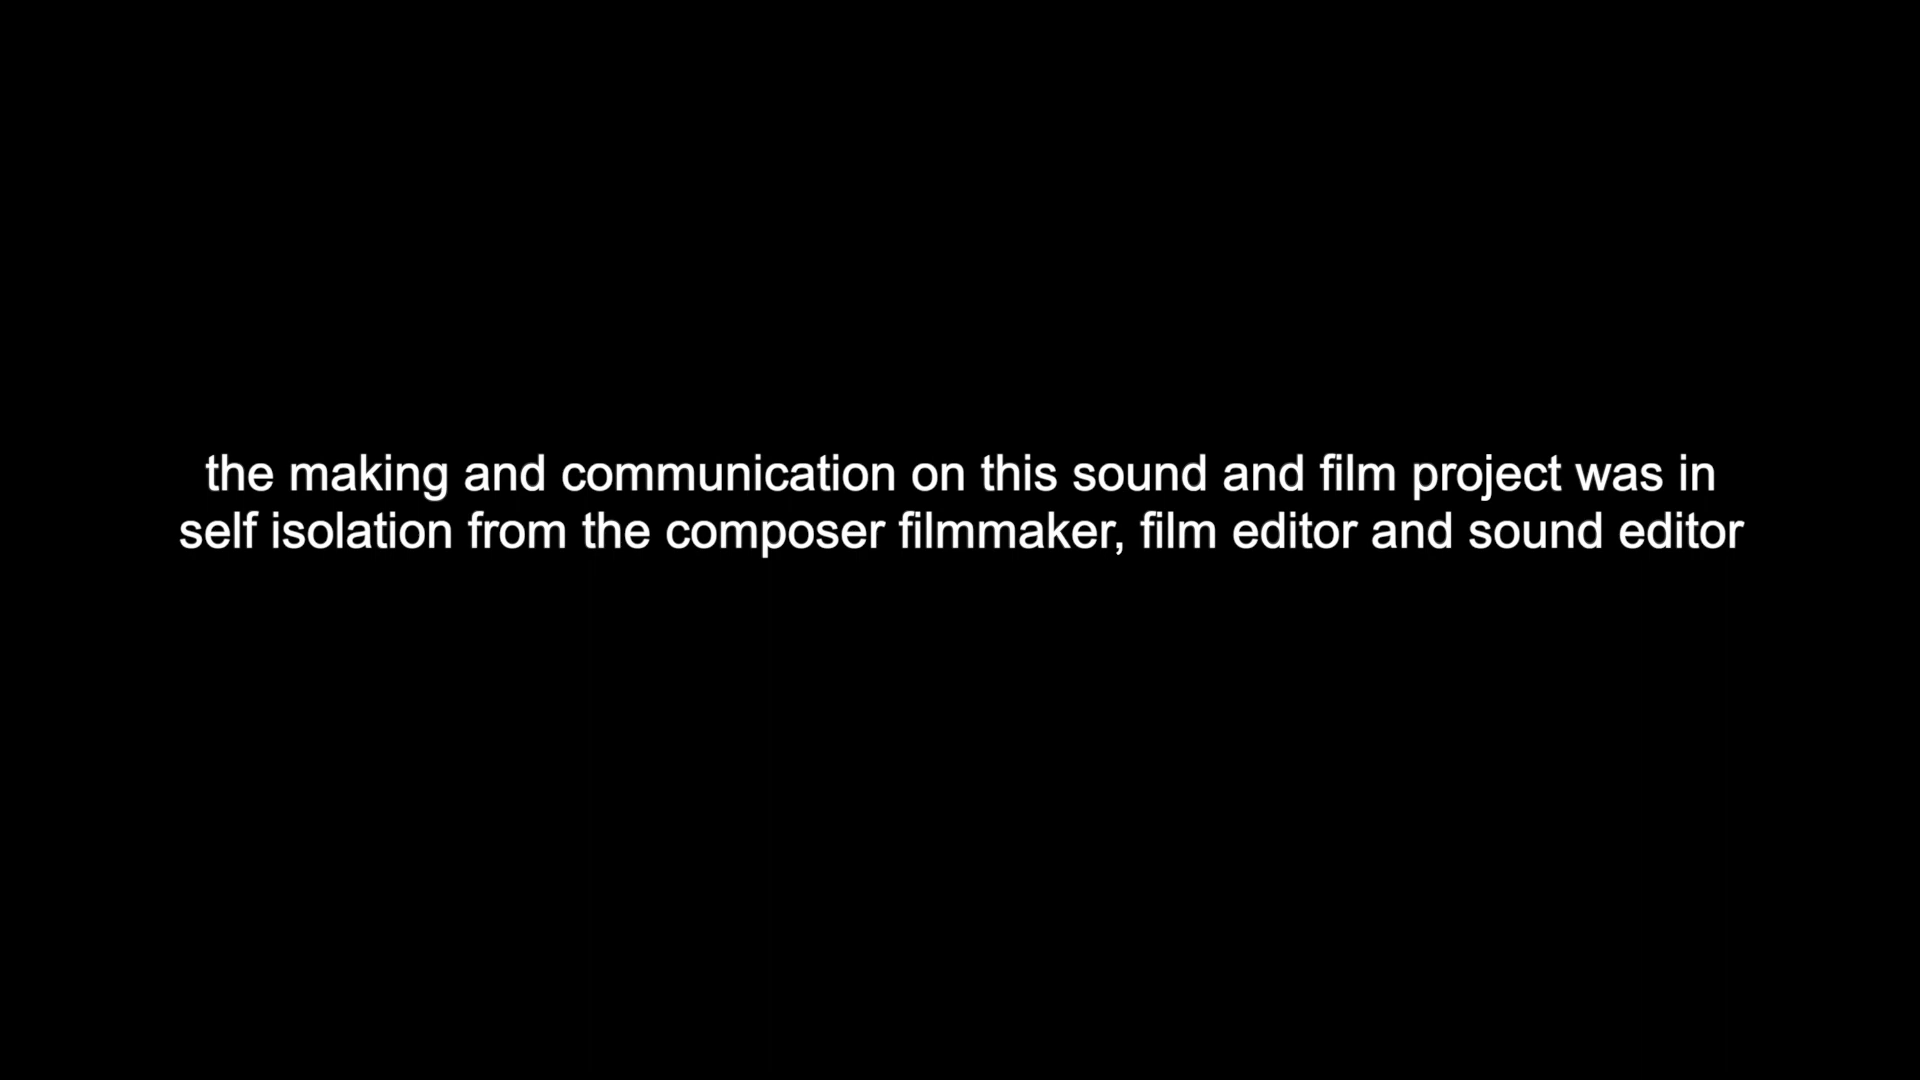 the making and communication on this sound and film project was in
self isolation from the composer filmmaker, film editor and sound editor